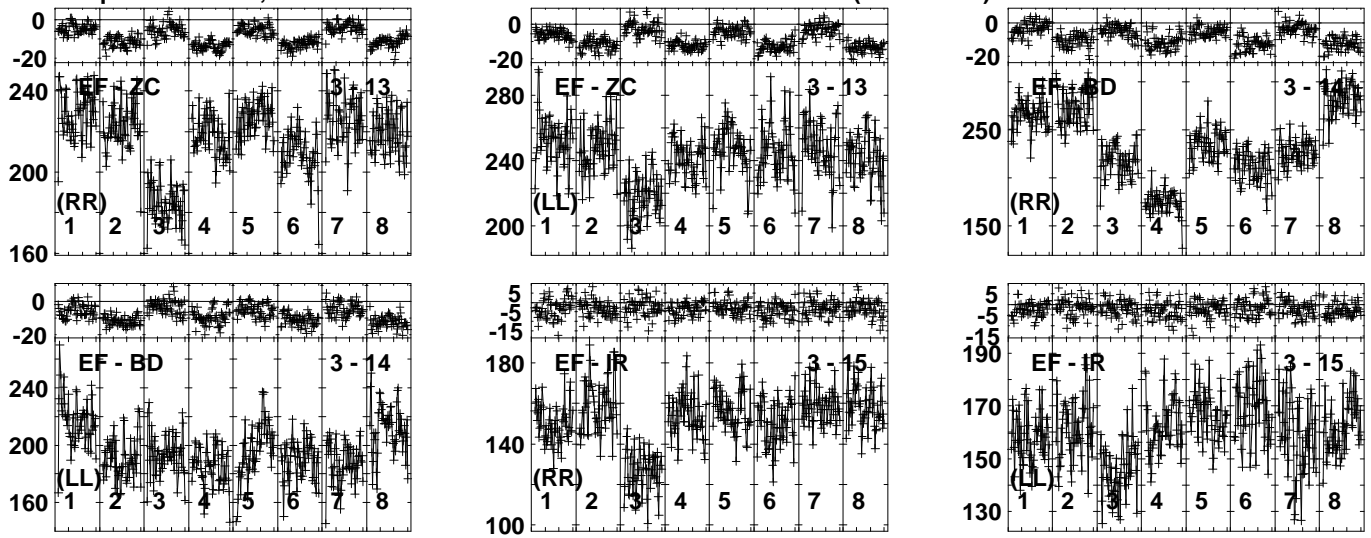 0
-20
EF - ZC 3 - 13
240
200
160
(RR)
1 2 3 4 5 6 7 8
0
-20
EF - ZC 3 - 13
280
240
200
(LL)
1 2 3 4 5 6 7 8
0
-20
EF - BD 3 - 14
250
150
(RR)
1 2 3 4 5 6 7 8
0
-20
EF - BD 3 - 14
240
200
160
(LL)
1 2 3 4 5 6 7 8
5
-5
-15
EF - IR 3 - 15
180
140
100
(RR)
1 2 3 4 5 6 7 8
5
-5
-15
EF - IR 3 - 15
190
170
150
130
(LL)
1 2 3 4 5 6 7 8